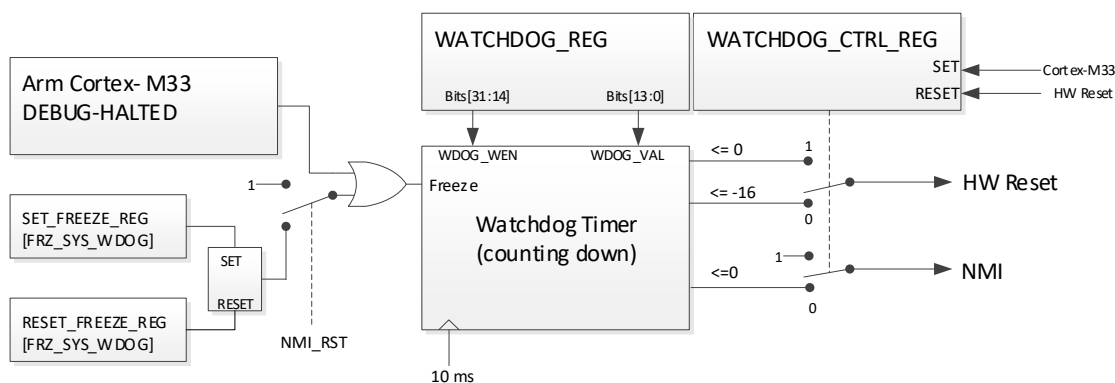 WATCHDOG_REG
Bits[31:14]
Bits[13:0]
WATCHDOG_CTRL_REG
SET
RESET
Cortex-M33
HW Reset
Arm Cortex- M33
DEBUG-HALTED
1
SET_FREEZE_REG
[FRZ_SYS_WDOG]
SET
RESET
RESET_FREEZE_REG
[FRZ_SYS_WDOG]
NMI_RST
WDOG_WEN
WDOG_VAL
Freeze
Watchdog Timer
(counting down)
10 ms
<= 0
<= -16
<=0
1
0
HW Reset
1
0
NMI